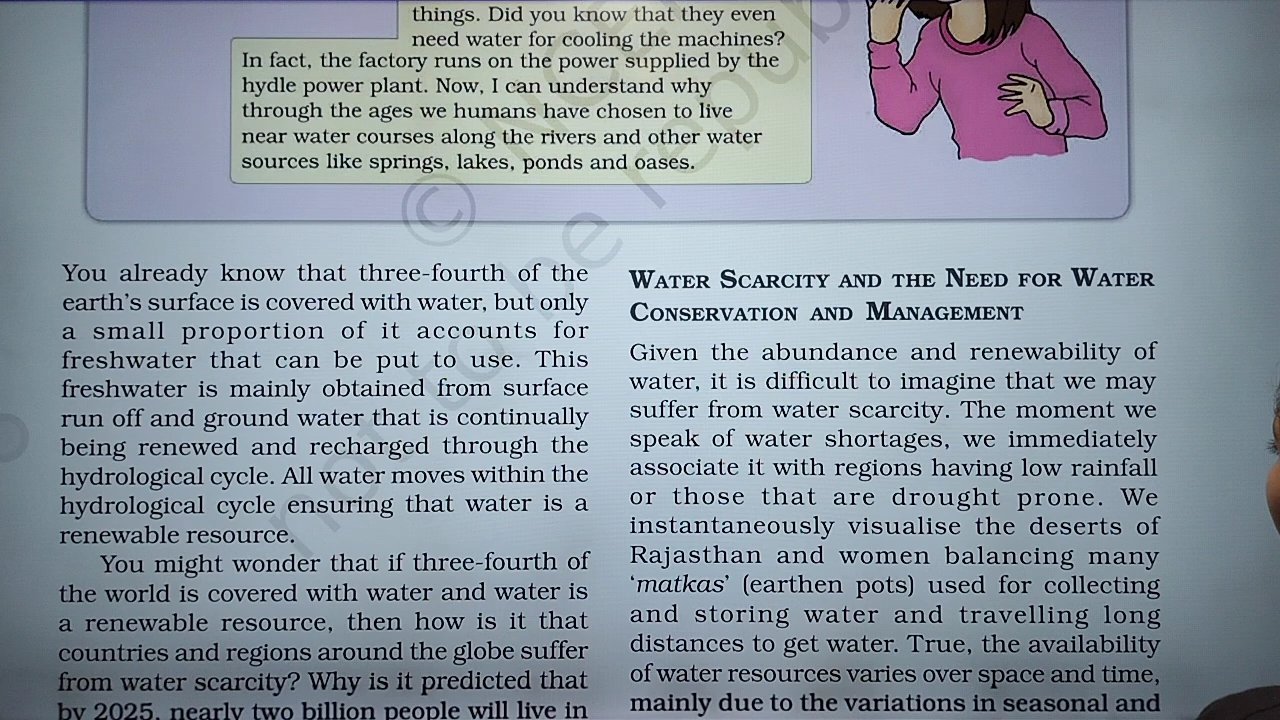 things. Did you know that they even
need water for cooling the machines?
In fact, the factory runs on the power supplied by the
hydle power plant. Now, I can understand why
through the ages we humans have chosen to live
near water courses along the rivers and other water
sources like springs, lakes, ponds and oases.
You already know that three-fourth of the
earth's surface is covered with water, but only
a small proportion of it accounts for
freshwater that can be put to use. This
freshwater is mainly obtained from surface
run off and ground water that is continually
being renewed and recharged through the
hydrological cycle. All water moves within the
hydrological cycle ensuring that water is a
renewable resource.
You might wonder that if three-fourth of
the world is covered with water and water is
a renewable resource, then how is it that
countries and regions around the globe suffer
from water scarcity? Why is it predicted that
by 2025, nearly two billion people will live in
WATER SCARCITY AND THE NEED FOR WATER
CONSERVATION AND MANAGEMENT
Given the abundance and renewability of
water, it is difficult to imagine that we may
suffer from water scarcity. The moment we
speak of water shortages, we immediately
associate it with regions having low rainfall
or those that are drought prone. We
instantaneously visualise the deserts of
Rajasthan and women balancing many
‘matkas’ (earthen pots) used for collecting
and storing water and travelling long
distances to get water. True, the availability
of water resources varies over space and time,
mainly due to the variations in seasonal and
©
not to be repub